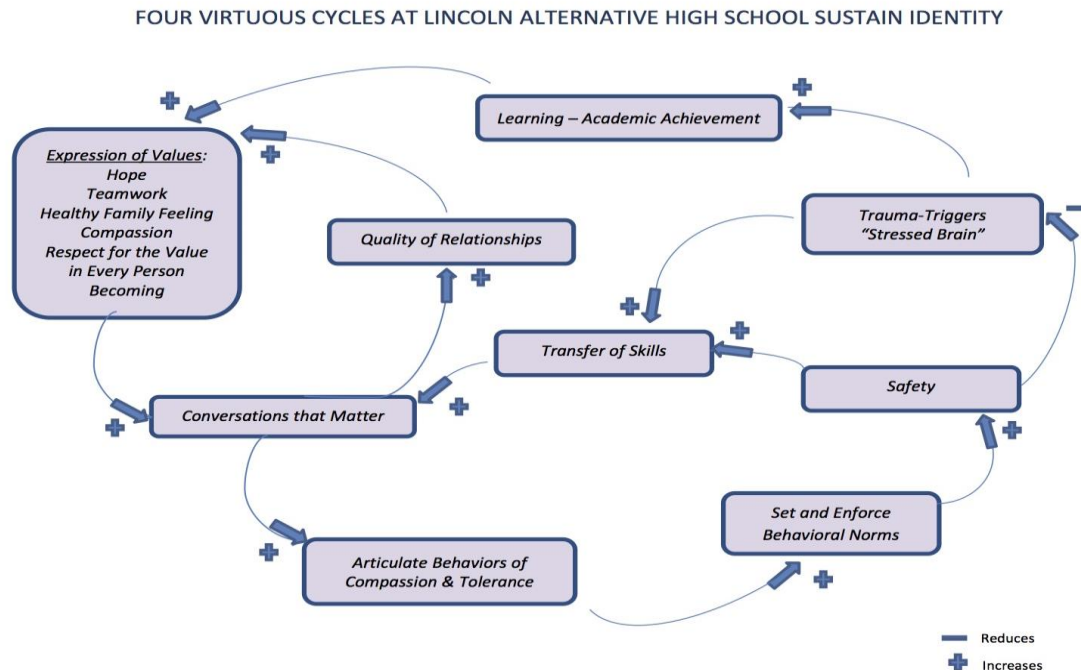 FOUR VIRTUOUS CYCLES AT LINCOLN ALTERNATIVE HIGH SCHOOL SUSTAIN IDENTITY
Learning – Academic Achievement
Expression of Values:
Hope
Teamwork
Healthy Family Feeling
Compassion
Respect for the Value
in Every Person
Becoming
Quality of Relationships
Trauma-Triggers
“Stressed Brain”
Transfer of Skills
Safety
Conversations that Matter
Set and Enforce
Behavioral Norms
Articulate Behaviors of
Compassion & Tolerance
Reduces
Increases